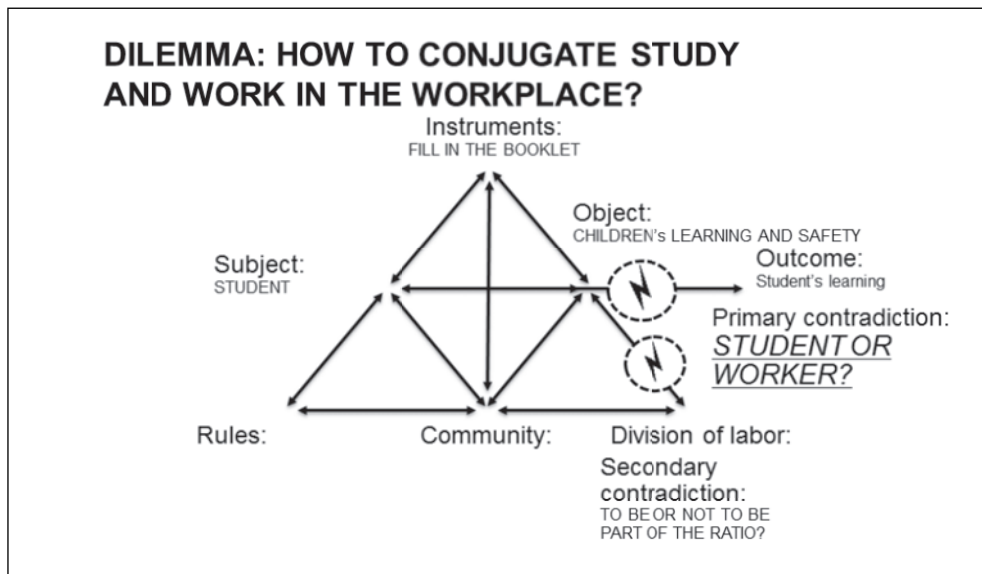 DILEMMA: HOW TO CONJUGATE STUDY
AND WORK IN THE WORKPLACE?
Instruments:
FILL IN THE BOOKLET
Object:
CHILDREN's LEARNING AND SAFETY
Subject:
STUDENT
Outcome:
Student's learning
Primary contradiction:
STUDENT OR
WORKER?
Rules:
Community:
Division of labor:
Secondary
contradiction:
TO BE OR NOT TO BE
PART OF THE RATIO?